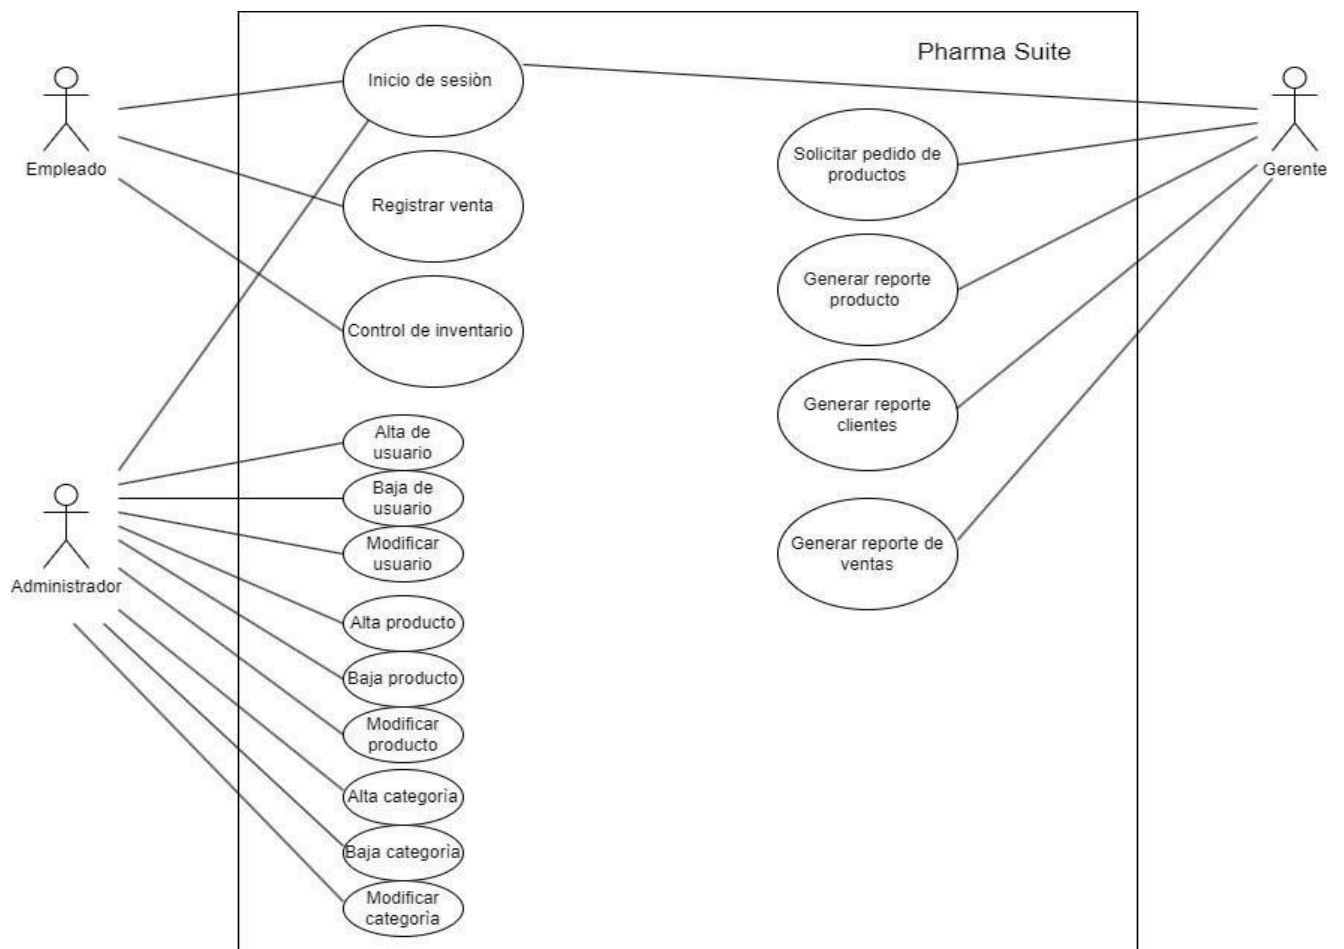 Pharma Suite
Inicio de sesiòn
Empleado
Registrar venta
Control de inventario
Solicitar pedido de
productos
Gerente
Generar reporte
producto
Generar reporte
clientes
Generar reporte de
ventas
Administrador
Alta de
usuario
Baja de
usuario
Modificar
usuario
Alta producto
Baja producto
Modificar
producto
Alta categorìa
Baja categorìa
Modificar
categorìa